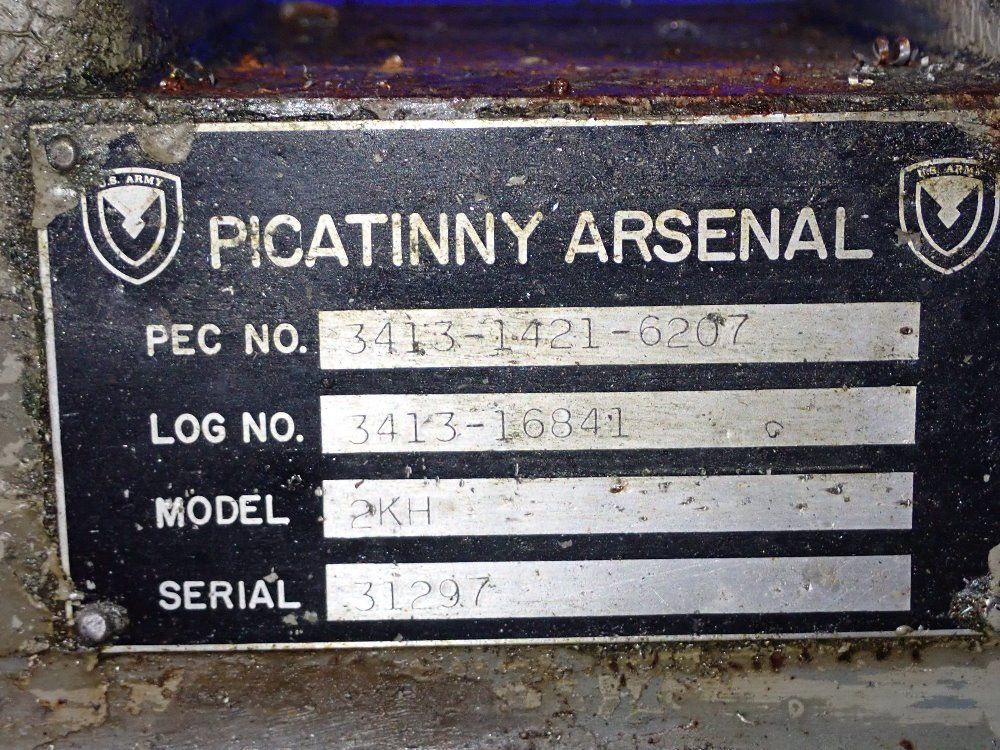 U.S. ARMY
U.S. ARMY
PICATINNY ARSENAL
PEC NO. 3413-1421-6207
LOG NO. 3413-16841
MODEL 2KH
SERIAL 31297